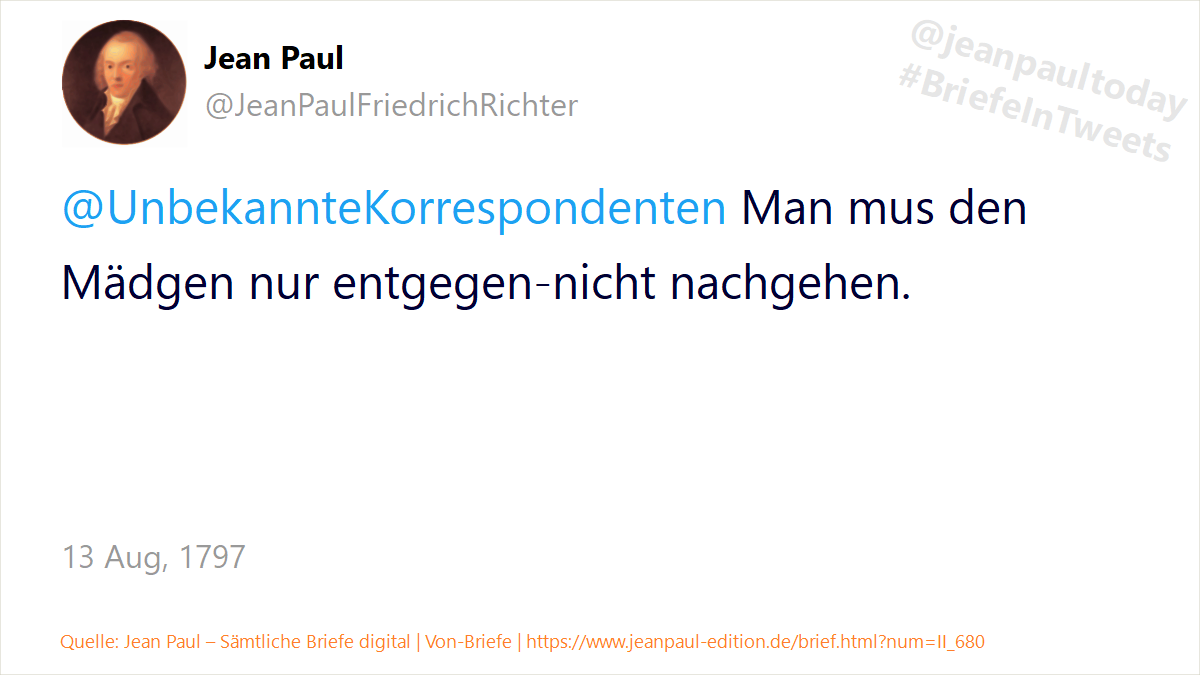 Jean Paul
@JeanPaulFriedrichRichter
@jeanpaultoday
#BriefeInTweets
@UnbekannteKorrespondenten Man mus den
Mädgen nur entgegen-nicht nachgehen.
13 Aug, 1797
Quelle: Jean Paul – Sämtliche Briefe digital | Von-Briefe | https://www.jeanpaul-edition.de/brief.html?num=II_680